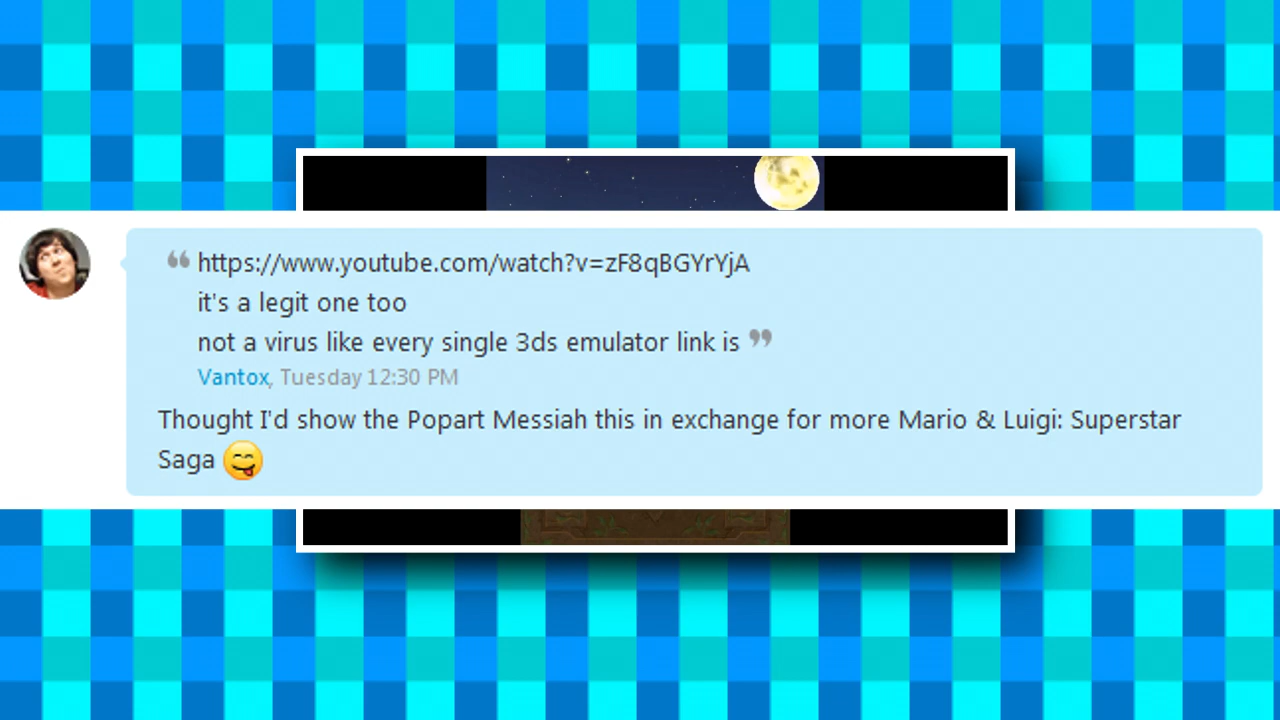 “ https://www.youtube.com/watch?v=zF8qBGYrYjA
it's a legit one too
not a virus like every single 3ds emulator link is ”
Vantox, Tuesday 12:30 PM
Thought I'd show the Popart Messiah this in exchange for more Mario & Luigi: Superstar
Saga 😋